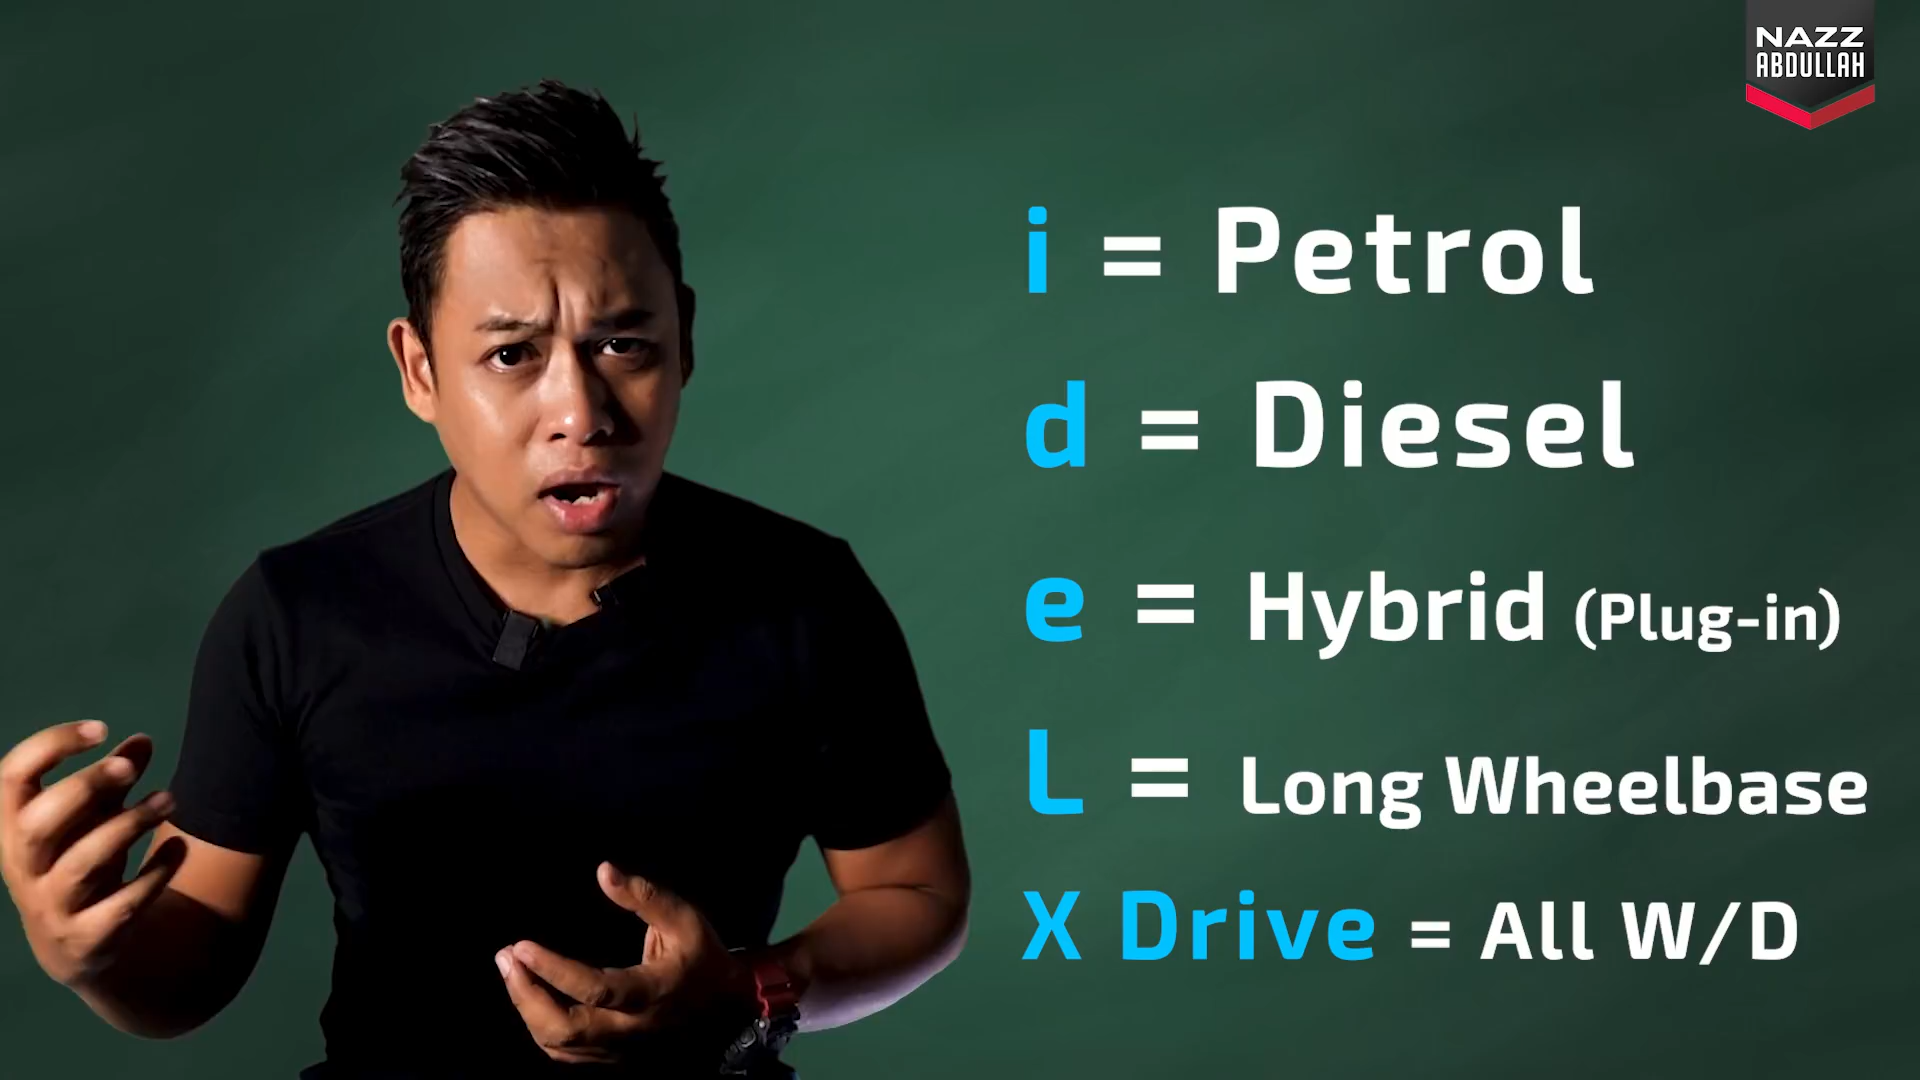 NAZZ
ABDULLAH
i = Petrol
d = Diesel
e = Hybrid (Plug-in)
L = Long Wheelbase
X Drive = All W/D